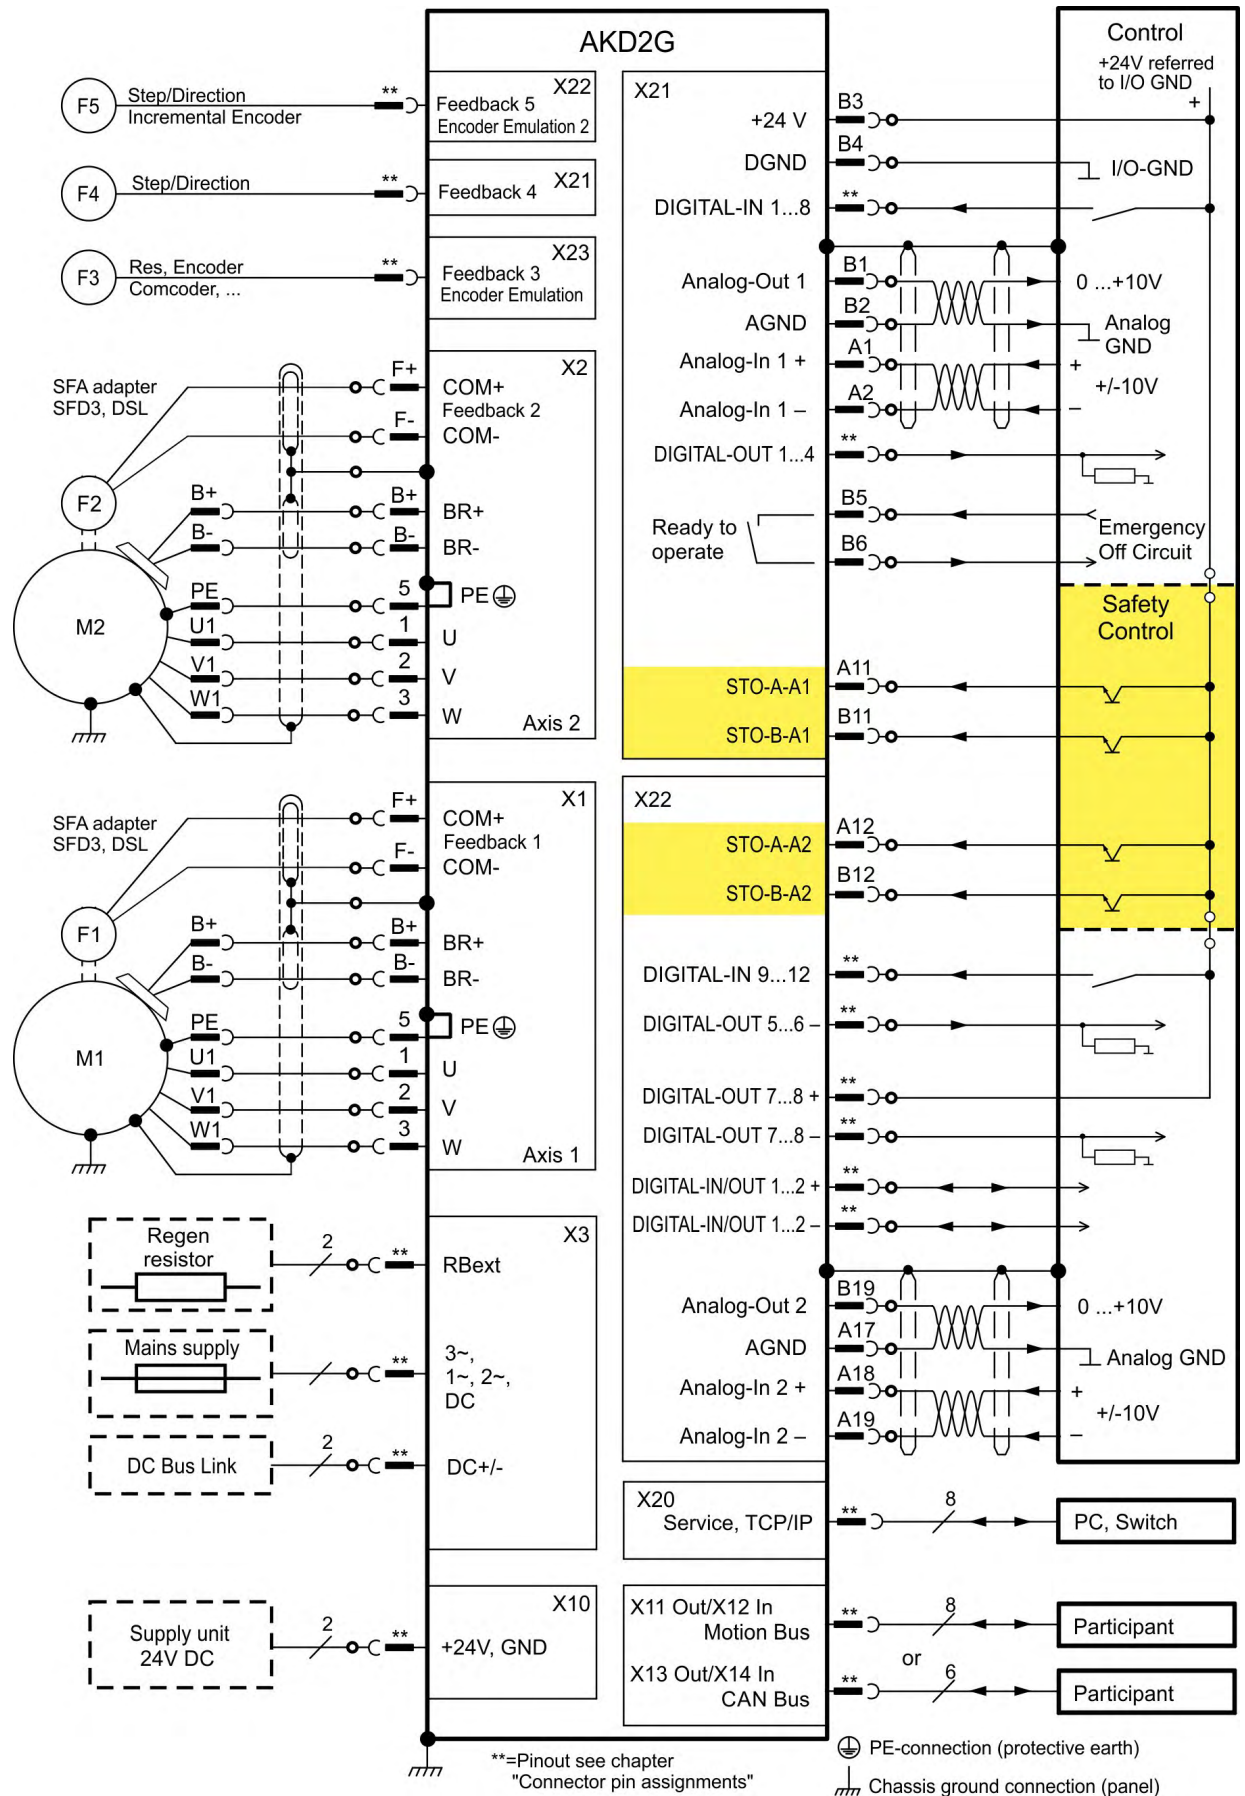 AKD2G
F5
Step/Direction
Incremental Encoder
**
X22
Feedback 5
Encoder Emulation 2
F4
Step/Direction
**
X21
Feedback 4
F3
Res, Encoder
Comcoder, ...
**
X23
Feedback 3
Encoder Emulation
SFA adapter
SFD3, DSL
F2
M2
F+
F-
X2
COM+
Feedback 2
COM-
B+ B+ BR+
B- B- BR-
PE 5 PE
U1 1 U
V1 2 V
W1 3 W
Axis 2
SFA adapter
SFD3, DSL
F1
M1
F+
F-
X1
COM+
Feedback 1
COM-
B+ B+ BR+
B- B- BR-
PE 5 PE
U1 1 U
V1 2 V
W1 3 W
Axis 1
Regen
resistor
2 **
X3
RBext
Mains supply
**
3~,
1~, 2~,
DC
DC Bus Link
2 **
DC+/-
Supply unit
24V DC
2 **
X10
+24V, GND
X21
+24 V B3
DGND B4
DIGITAL-IN 1...8 **
Analog-Out 1 B1
AGND B2
Analog-In 1 + A1
Analog-In 1 – A2
DIGITAL-OUT 1...4 **
Ready to
operate
B5
B6
STO-A-A1 A11
STO-B-A1 B11
X22
STO-A-A2 A12
STO-B-A2 B12
DIGITAL-IN 9...12 **
DIGITAL-OUT 5...6 – **
DIGITAL-OUT 7...8 + **
DIGITAL-OUT 7...8 – **
DIGITAL-IN/OUT 1...2 + **
DIGITAL-IN/OUT 1...2 – **
Analog-Out 2 B19
AGND A17
Analog-In 2 + A18
Analog-In 2 – A19
X20
Service, TCP/IP
** 8
PC, Switch
X11 Out/X12 In
Motion Bus
** 8
Participant
or
X13 Out/X14 In
CAN Bus
** 6
Participant
Control
+24V referred
to I/O GND
+
I/O-GND
0 ...+10V
Analog
GND
+
+/-10V
–
Emergency
Off Circuit
Safety
Control
0 ...+10V
Analog GND
+
+/-10V
–
**=Pinout see chapter
"Connector pin assignments"
PE-connection (protective earth)
Chassis ground connection (panel)